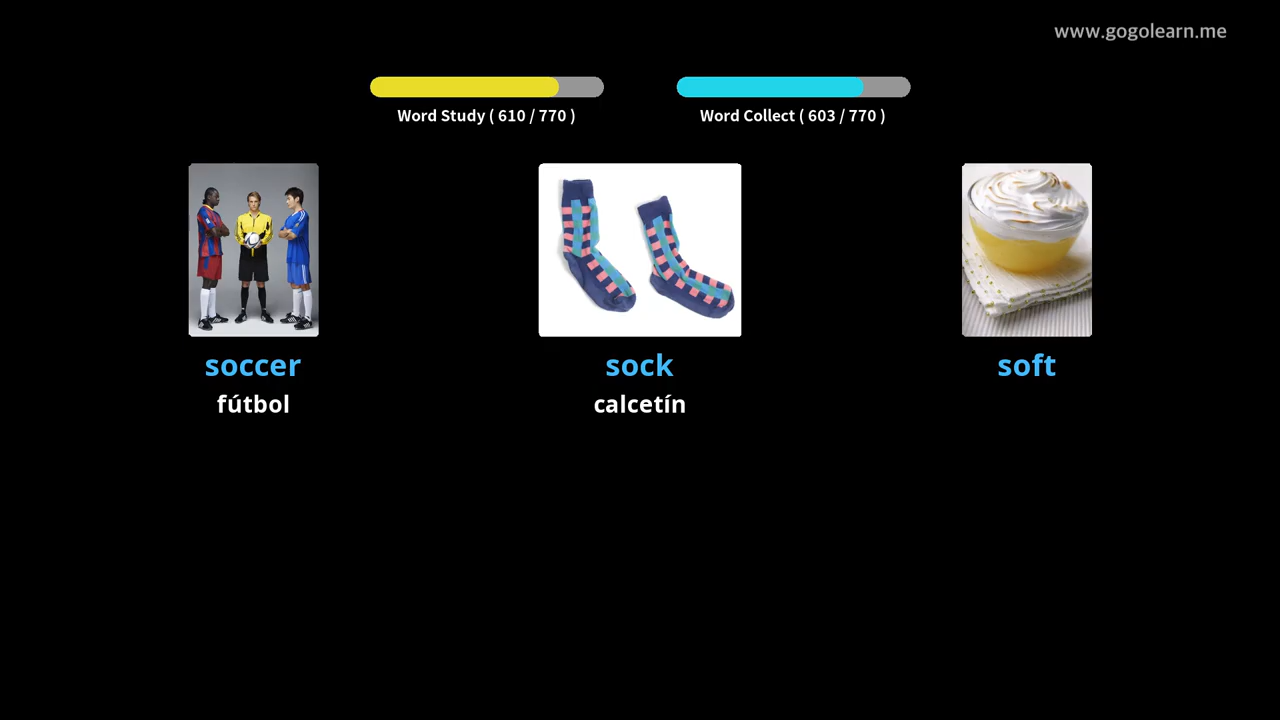 www.gogolearn.me
Word Study ( 610 / 770 )
Word Collect ( 603 / 770 )
soccer
fútbol
sock
calcetín
soft